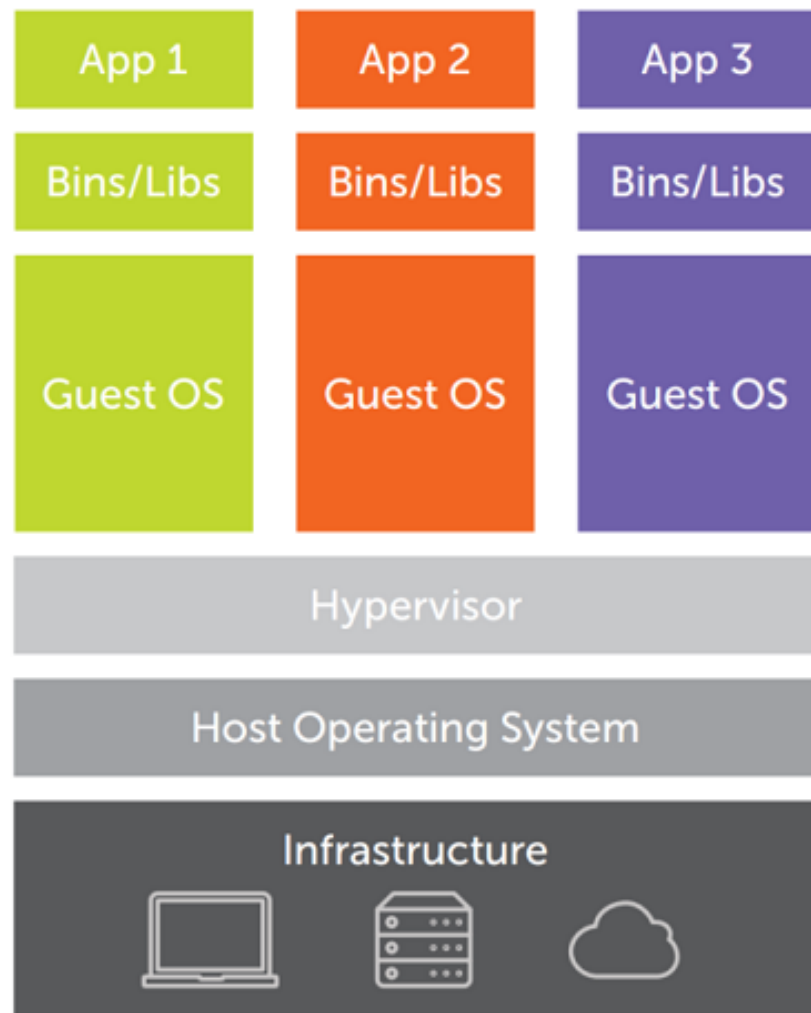 App 1
App 2
App 3
Bins/Libs
Bins/Libs
Bins/Libs
Guest OS
Guest OS
Guest OS
Hypervisor
Host Operating System
Infrastructure